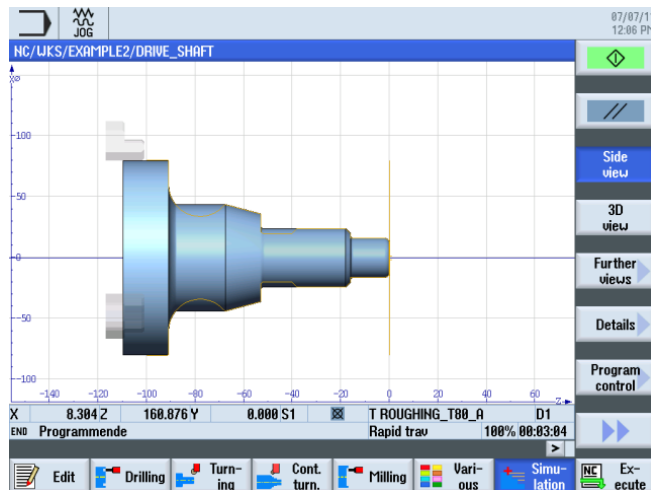 JOG
07/07/1
12:06 PM
NC/WKS/EXAMPLE2/DRIVE_SHAFT
XØ
100
50
0
-50
-100
-140 -120 -100 -80 -60 -40 -20 0 20 40 60 Z
Side view
3D view
Further views
Details
Program control
X 8.304 Z 160.876 Y 0.000 S1 T ROUGHING_T80_A D1
END Programmende Rapid trav 100% 00:03:04
>
Edit
Drilling
Turn-ing
Cont. turn.
Milling
Vari-ous
Simu-lation
NC Ex-ecute